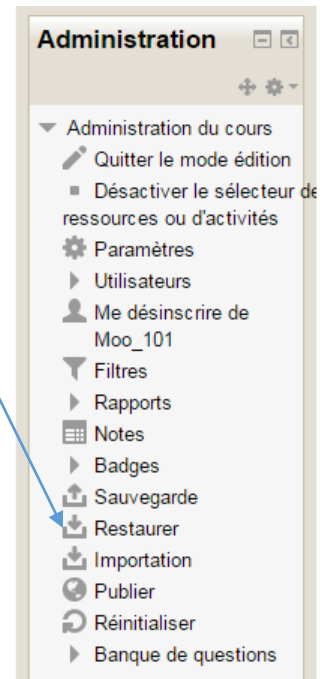 Administration
Administration du cours
Quitter le mode édition
Désactiver le sélecteur de
ressources ou d'activités
Paramètres
Utilisateurs
Me désinscrire de
Moo_101
Filtres
Rapports
Notes
Badges
Sauvegarde
Restaurer
Importation
Publier
Réinitialiser
Banque de questions